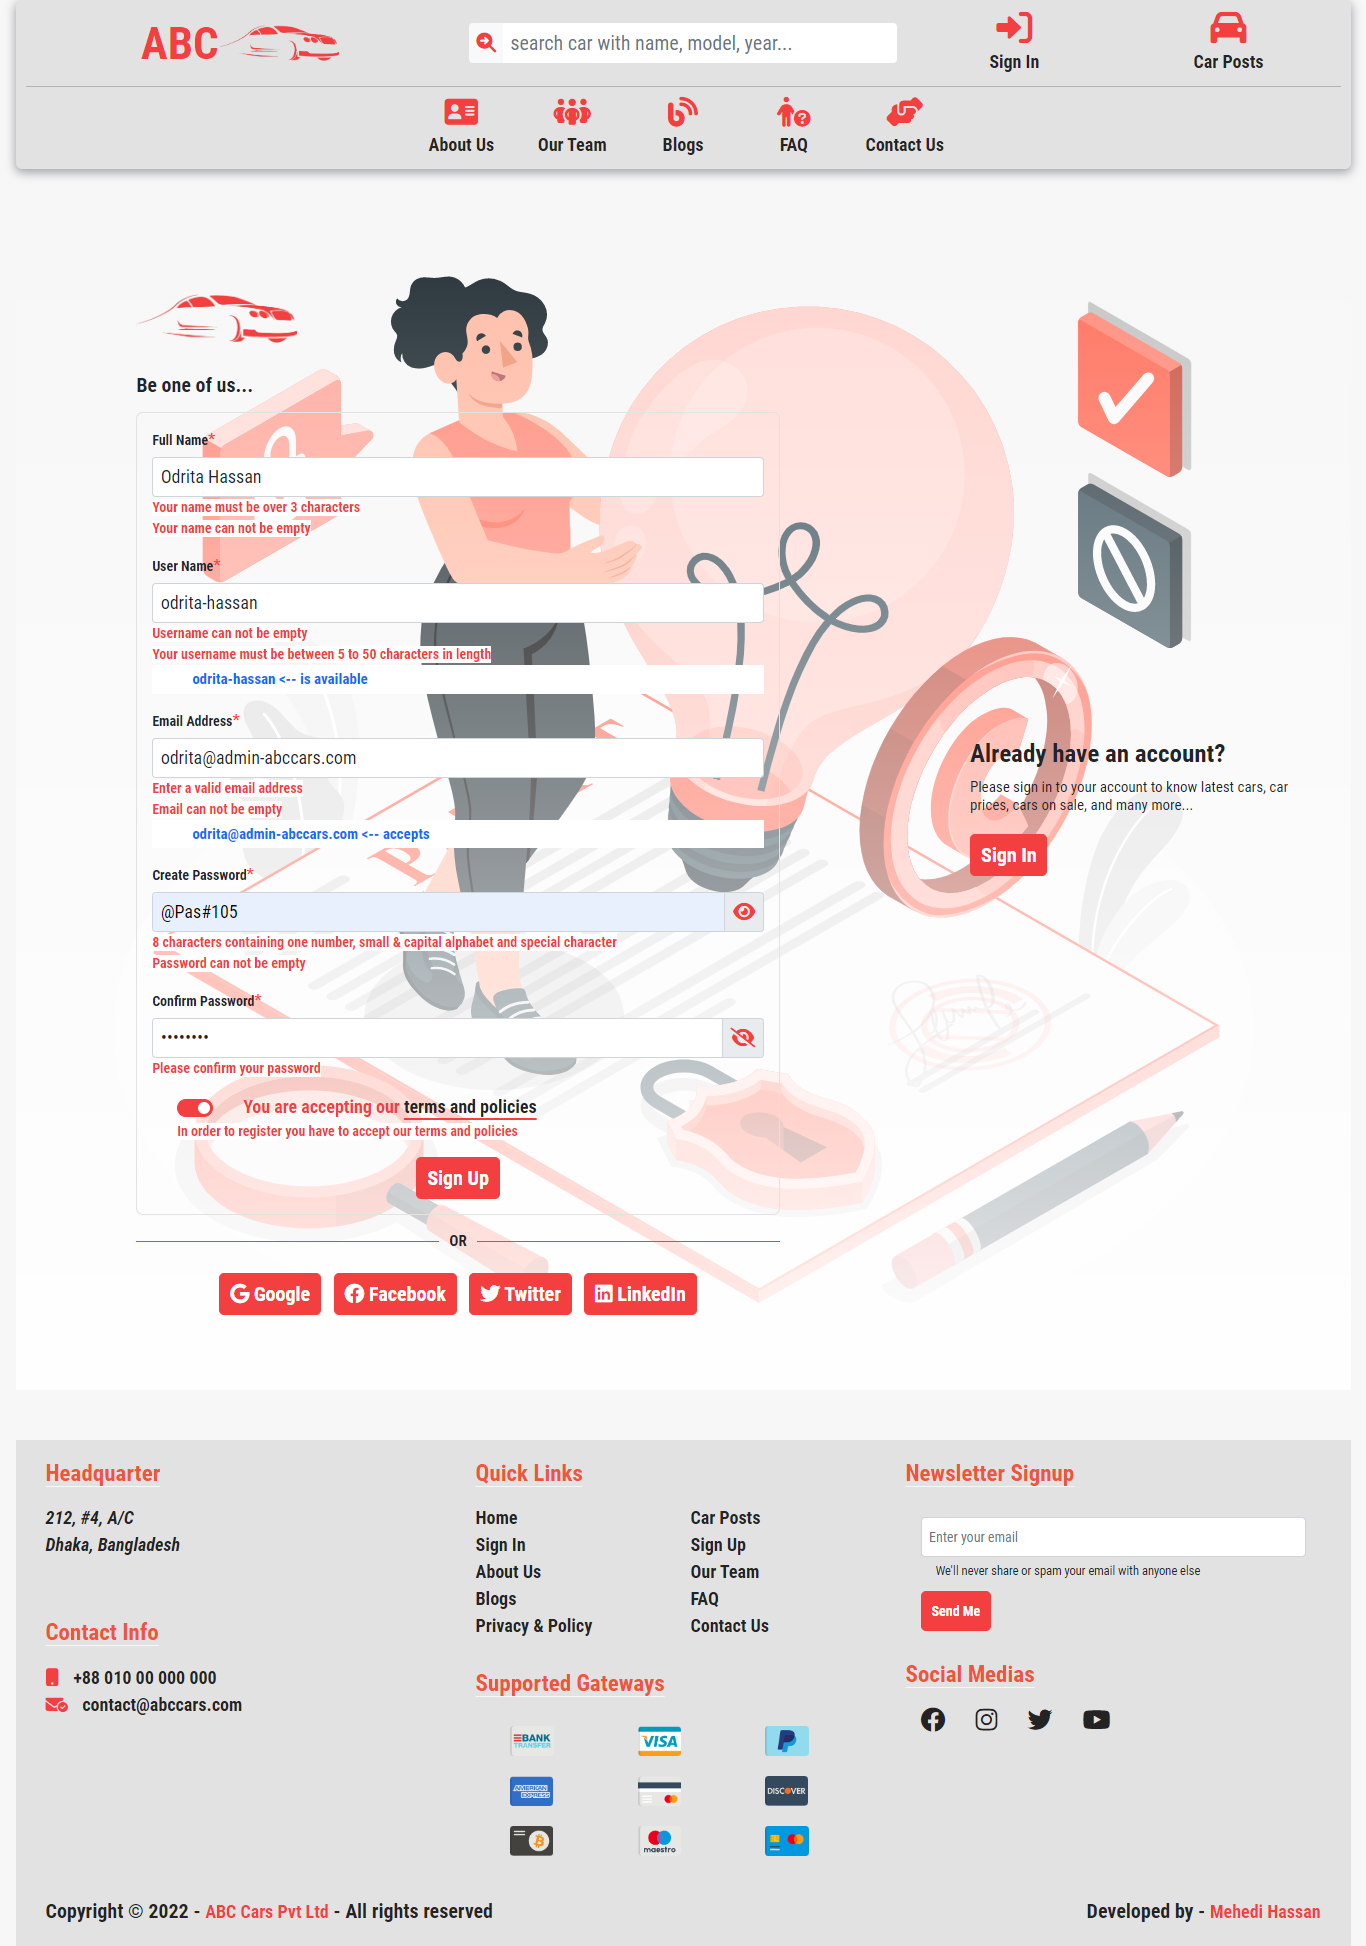 ABC
search car with name, model, year...
Sign In
Car Posts
About Us
Our Team
Blogs
FAQ
Contact Us
Be one of us...
Full Name*
Odrita Hassan
Your name must be over 3 characters
Your name can not be empty
User Name*
odrita-hassan
Username can not be empty
Your username must be between 5 to 50 characters in length
odrita-hassan <-- is available
Email Address*
odrita@admin-abccars.com
Enter a valid email address
Email can not be empty
odrita@admin-abccars.com <-- accepts
Create Password*
@Pas#105
8 characters containing one number, small & capital alphabet and special character
Password can not be empty
Confirm Password*
••••••••
Please confirm your password
You are accepting our terms and policies
In order to register you have to accept our terms and policies
Sign Up
OR
Google
Facebook
Twitter
LinkedIn
Already have an account?
Please sign in to your account to know latest cars, car
prices, cars on sale, and many more...
Sign In
Headquarter
212, #4, A/C
Dhaka, Bangladesh
Contact Info
+88 010 00 000 000
contact@abccars.com
Quick Links
Home
Sign In
About Us
Blogs
Privacy & Policy
Car Posts
Sign Up
Our Team
FAQ
Contact Us
Supported Gateways
BANK
TRANSFER
VISA
AMERICAN
EXPRESS
DISCOVER
maestro
Newsletter Signup
Enter your email
We'll never share or spam your email with anyone else
Send Me
Social Medias
Copyright © 2022 - ABC Cars Pvt Ltd - All rights reserved
Developed by - Mehedi Hassan